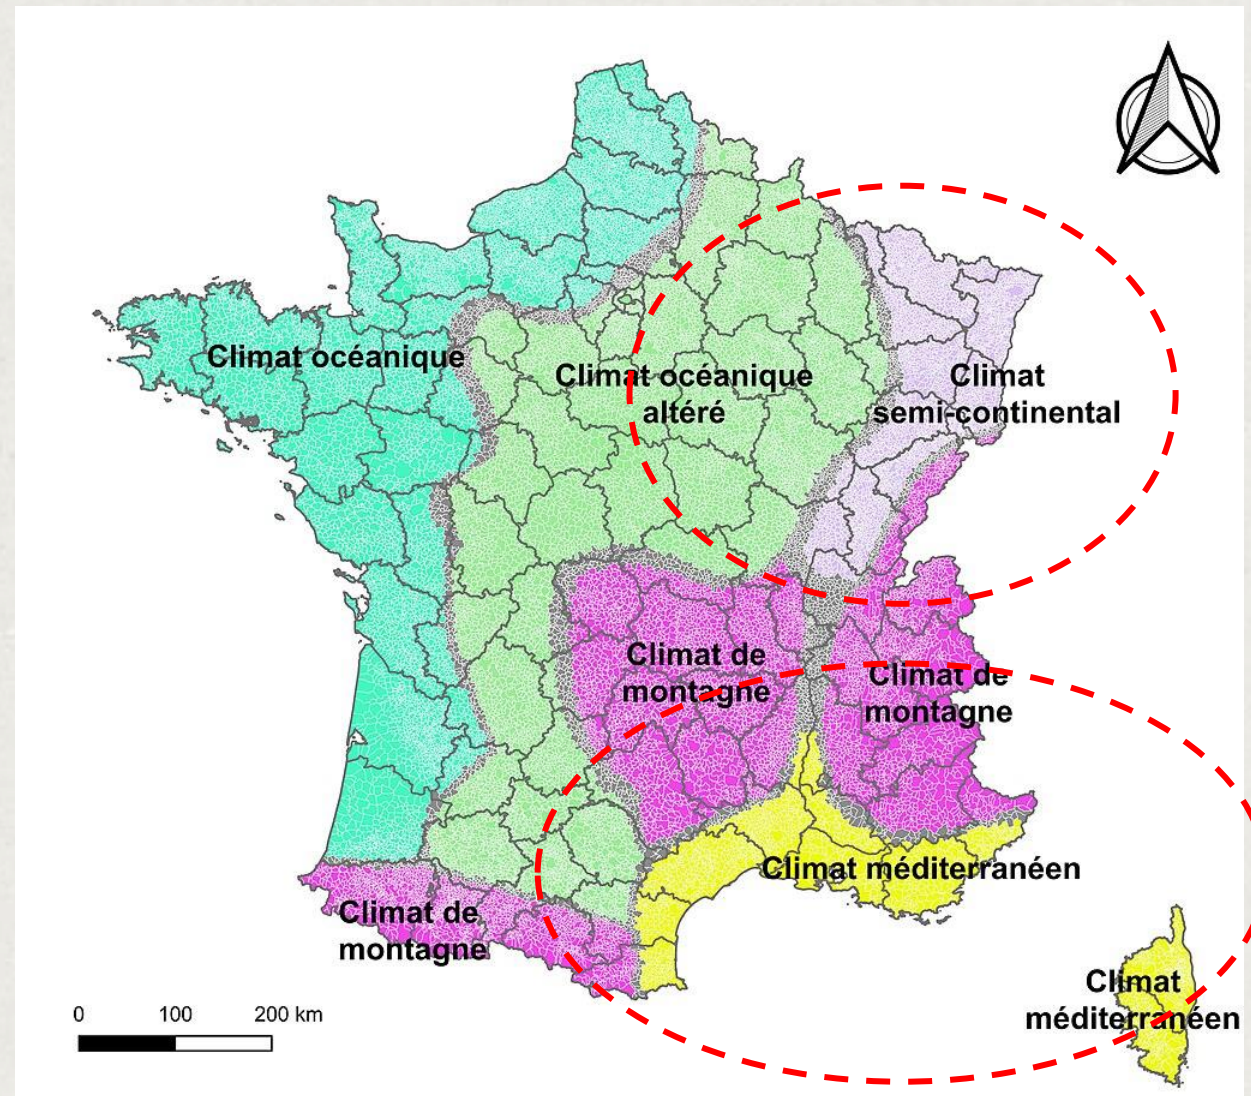 Climat océanique
Climat océanique
altéré
Climat
semi-continental
Climat de
montagne
Climat de
montagne
Climat méditerranéen
Climat de
montagne
Climat
méditerranéen
0 100 200 km